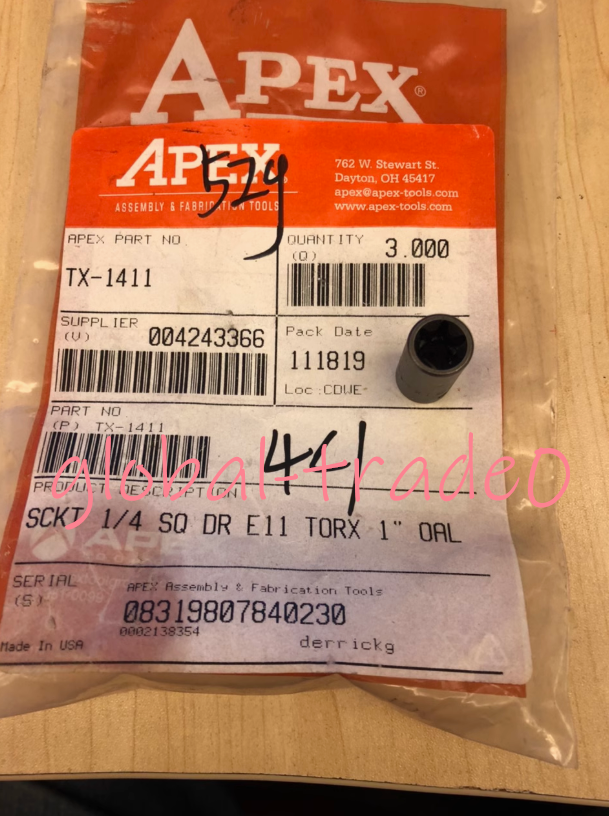 APEX®
APEX®
52g
ASSEMBLY & FABRICATION TOOLS
762 W. Stewart St.
Dayton, OH 45417
apex@apex-tools.com
www.apex-tools.com
APEX PART NO
TX-1411
QUANTITY
(Q) 3.000
SUPPLIER
(V) 004243366
Pack Date
111819
Loc :CDWE
PART NO
(P) TX-1411
global-trade0
PRODUCT DESCRIPTION
SCKT 1/4 SQ DR E11 TORX 1" OAL
SERIAL
(S)
APEX Assembly & Fabrication Tools
08319807840230
0002138354
Made In USA
derrickg